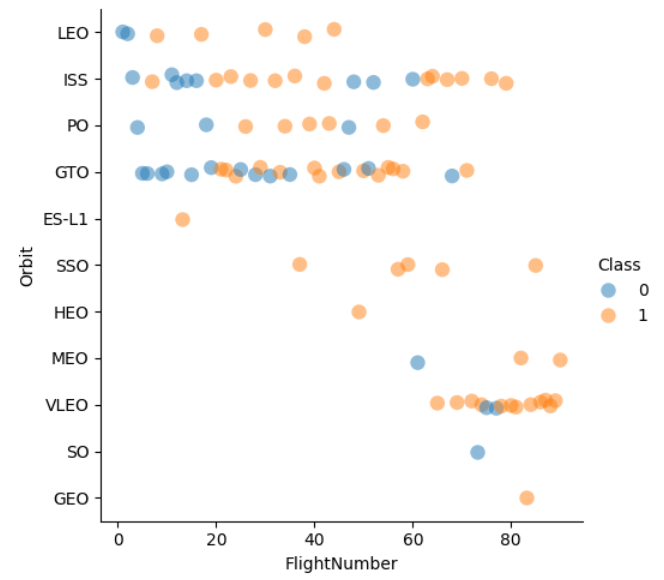 LEO
ISS
PO
GTO
ES-L1
SSO
HEO
MEO
VLEO
SO
GEO
Orbit
Class
0
1
0 20 40 60 80
FlightNumber